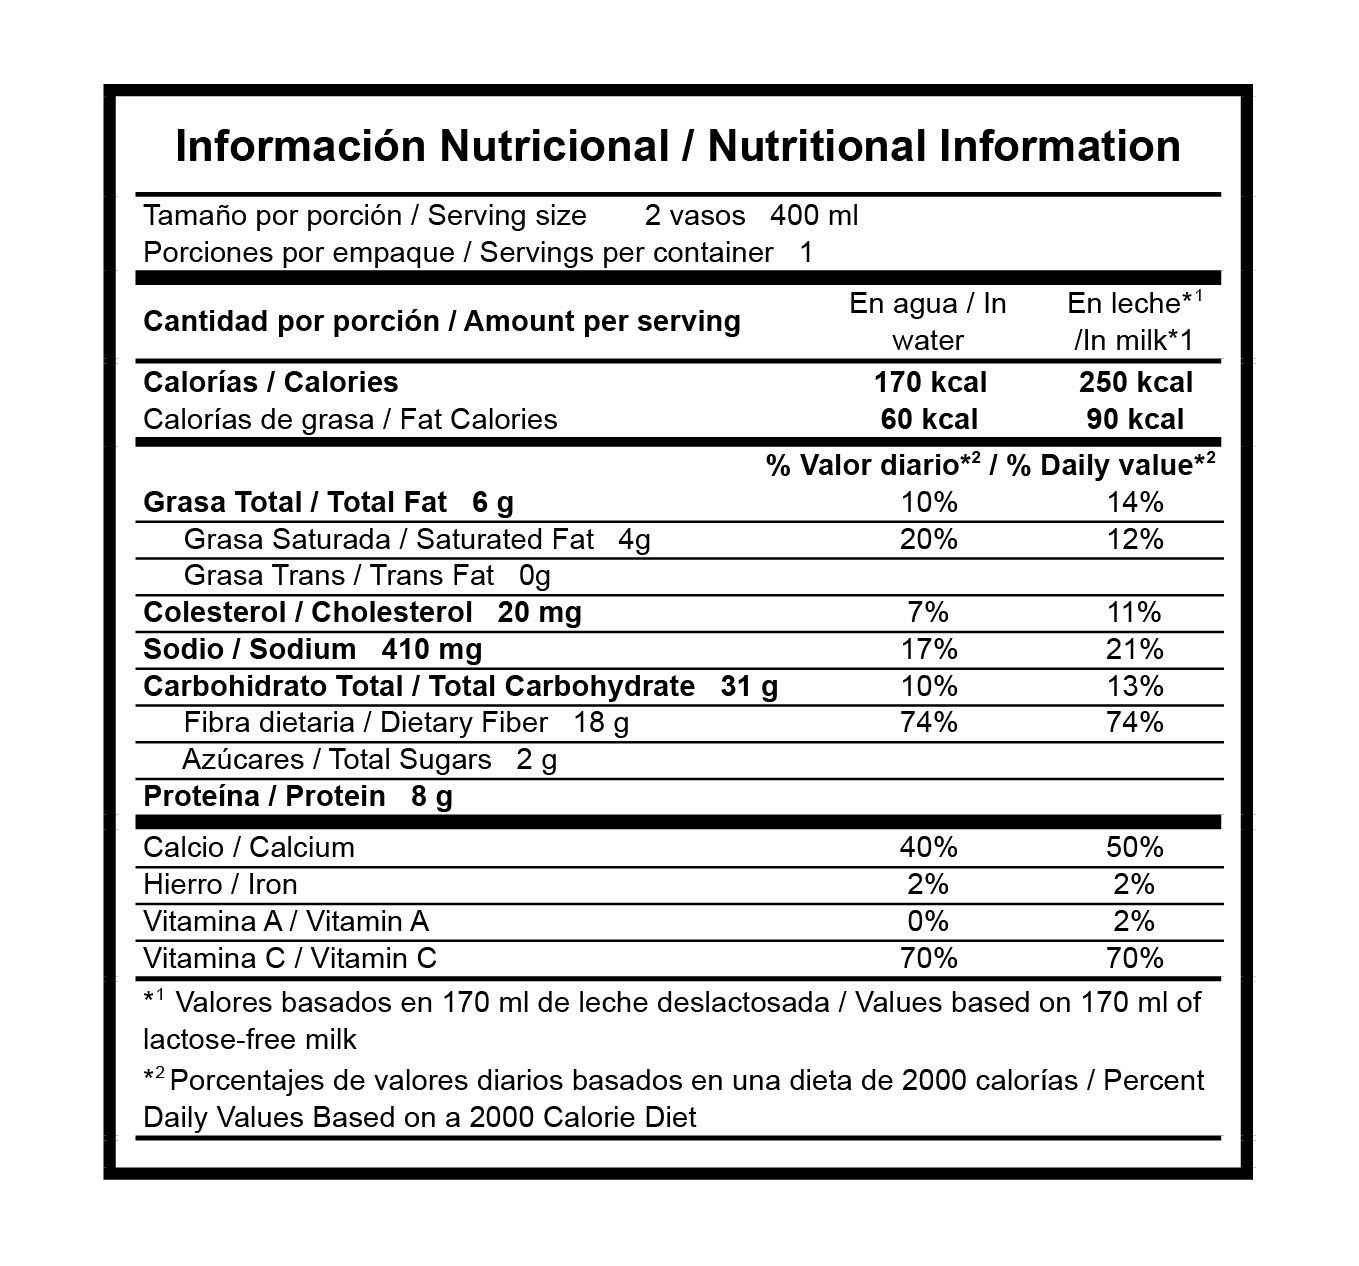 Información Nutricional / Nutritional Information
Tamaño por porción / Serving size 2 vasos 400 ml
Porciones por empaque / Servings per container 1
Cantidad por porción / Amount per serving En agua / In water En leche*¹ /In milk*1
Calorías / Calories 170 kcal 250 kcal
Calorías de grasa / Fat Calories 60 kcal 90 kcal
% Valor diario*² / % Daily value*²
Grasa Total / Total Fat 6 g 10% 14%
Grasa Saturada / Saturated Fat 4g 20% 12%
Grasa Trans / Trans Fat 0g
Colesterol / Cholesterol 20 mg 7% 11%
Sodio / Sodium 410 mg 17% 21%
Carbohidrato Total / Total Carbohydrate 31 g 10% 13%
Fibra dietaria / Dietary Fiber 18 g 74% 74%
Azúcares / Total Sugars 2 g
Proteína / Protein 8 g
Calcio / Calcium 40% 50%
Hierro / Iron 2% 2%
Vitamina A / Vitamin A 0% 2%
Vitamina C / Vitamin C 70% 70%
*¹ Valores basados en 170 ml de leche deslactosada / Values based on 170 ml of
lactose-free milk
*² Porcentajes de valores diarios basados en una dieta de 2000 calorías / Percent
Daily Values Based on a 2000 Calorie Diet